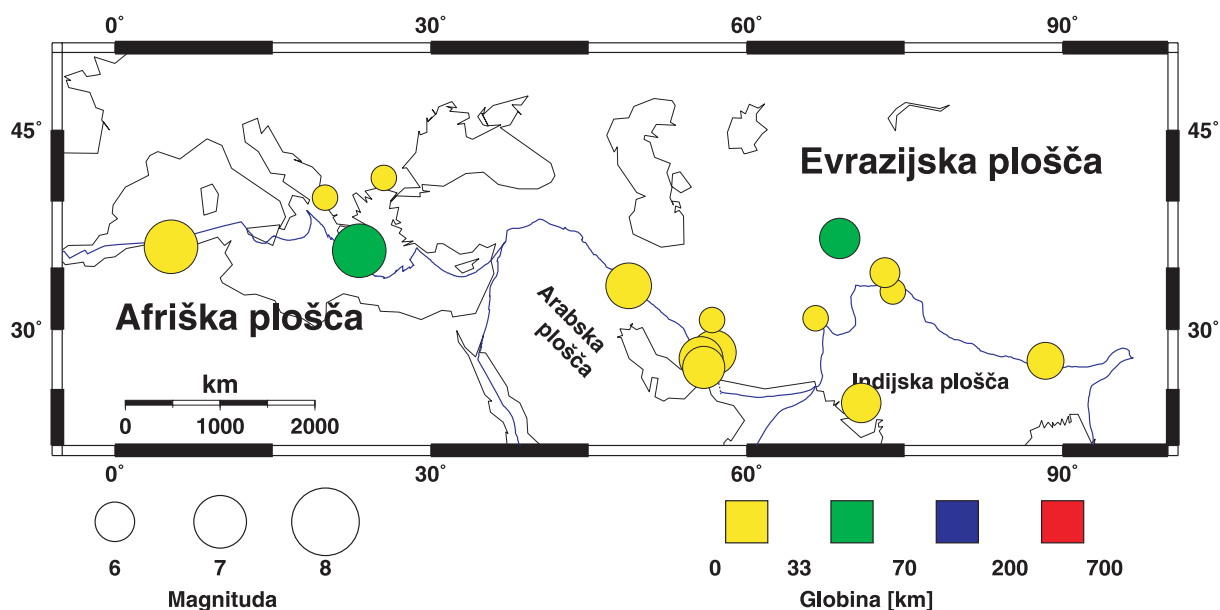 0˚ 30˚ 60˚ 90˚
45˚ 45˚
Evrazijska plošča
Afriška plošča
Arabska
plošča
30˚ 30˚
Indijska plošča
km
0 1000 2000
0˚ 30˚ 60˚ 90˚
6 7 8
Magnituda
0 33 70 200 700
Globina [km]